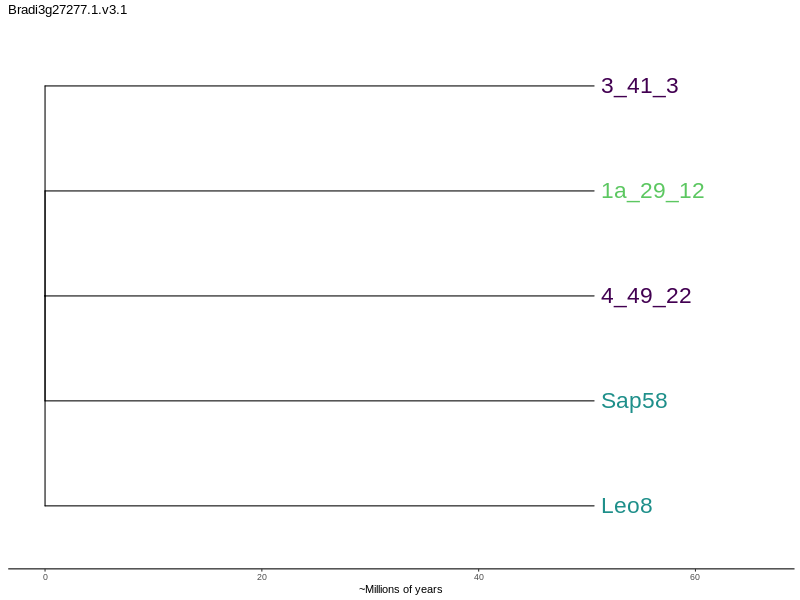 Bradi3g27277.1.v3.1
3_41_3
1a_29_12
4_49_22
Sap58
Leo8
0 20 40 60
~Millions of years